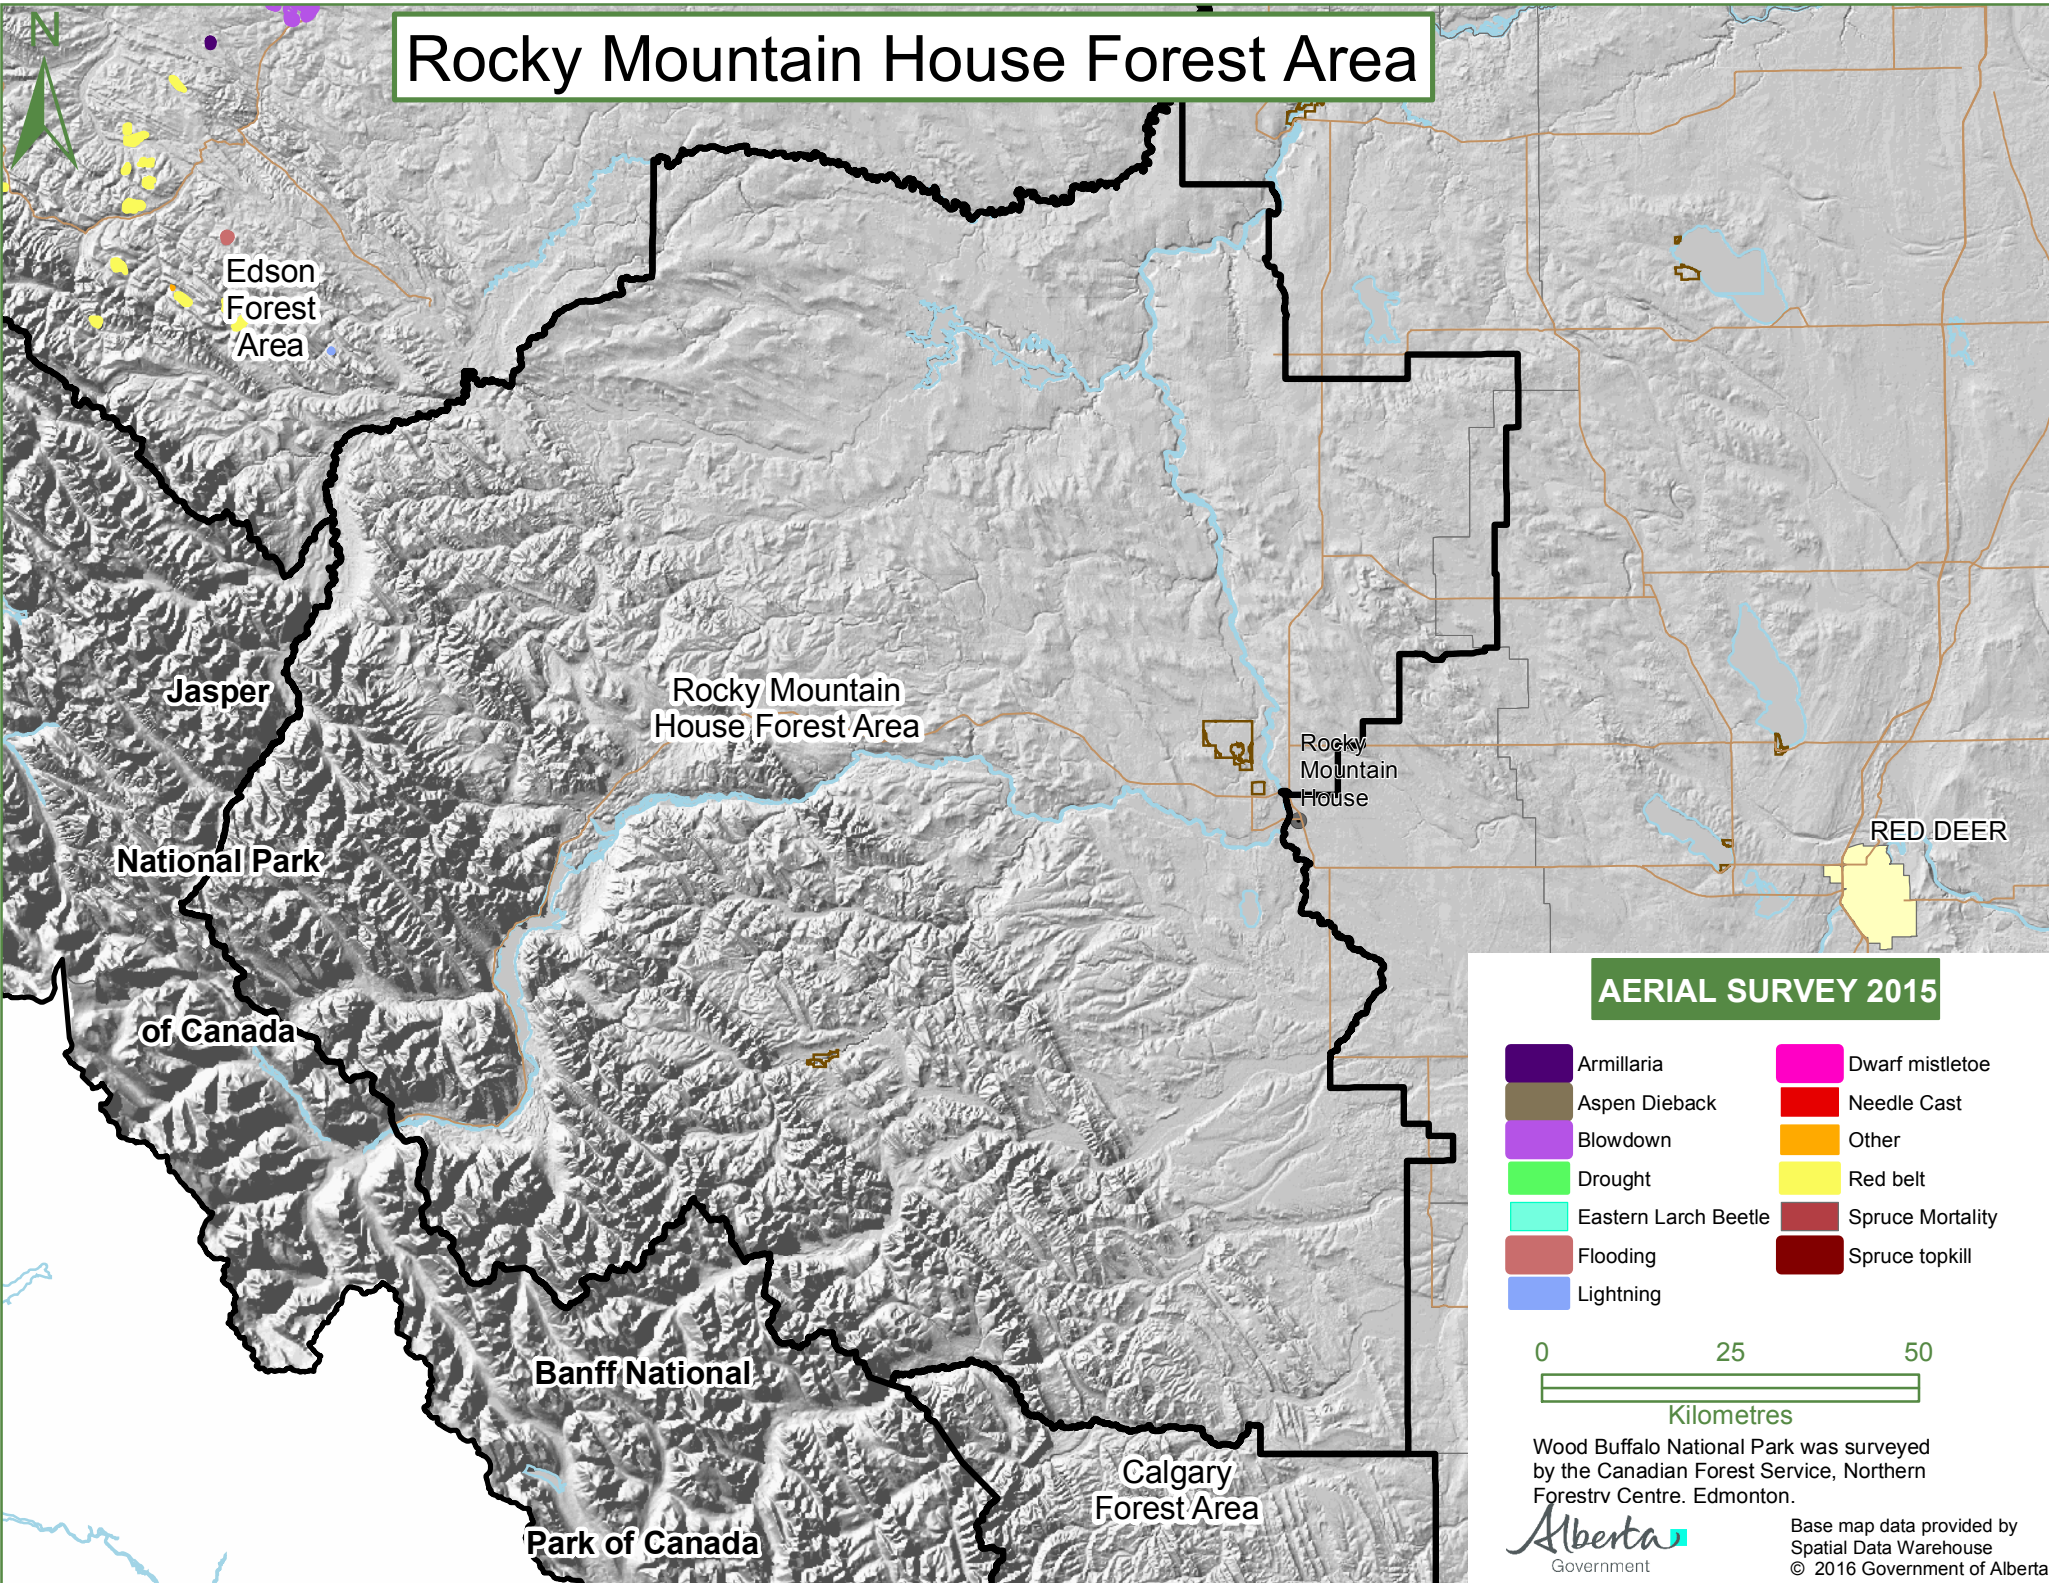 Rocky Mountain House Forest Area
N
Edson
Forest
Area
Jasper
National Park
of Canada
Rocky Mountain
House Forest Area
Rocky
Mountain
House
RED DEER
Banff National
Park of Canada
Calgary
Forest Area
AERIAL SURVEY 2015
Armillaria
Aspen Dieback
Blowdown
Drought
Eastern Larch Beetle
Flooding
Lightning
Dwarf mistletoe
Needle Cast
Other
Red belt
Spruce Mortality
Spruce topkill
0 25 50
Kilometres
Wood Buffalo National Park was surveyed
by the Canadian Forest Service, Northern
Forestry Centre, Edmonton.
Alberta
Government
Base map data provided by
Spatial Data Warehouse
© 2016 Government of Alberta